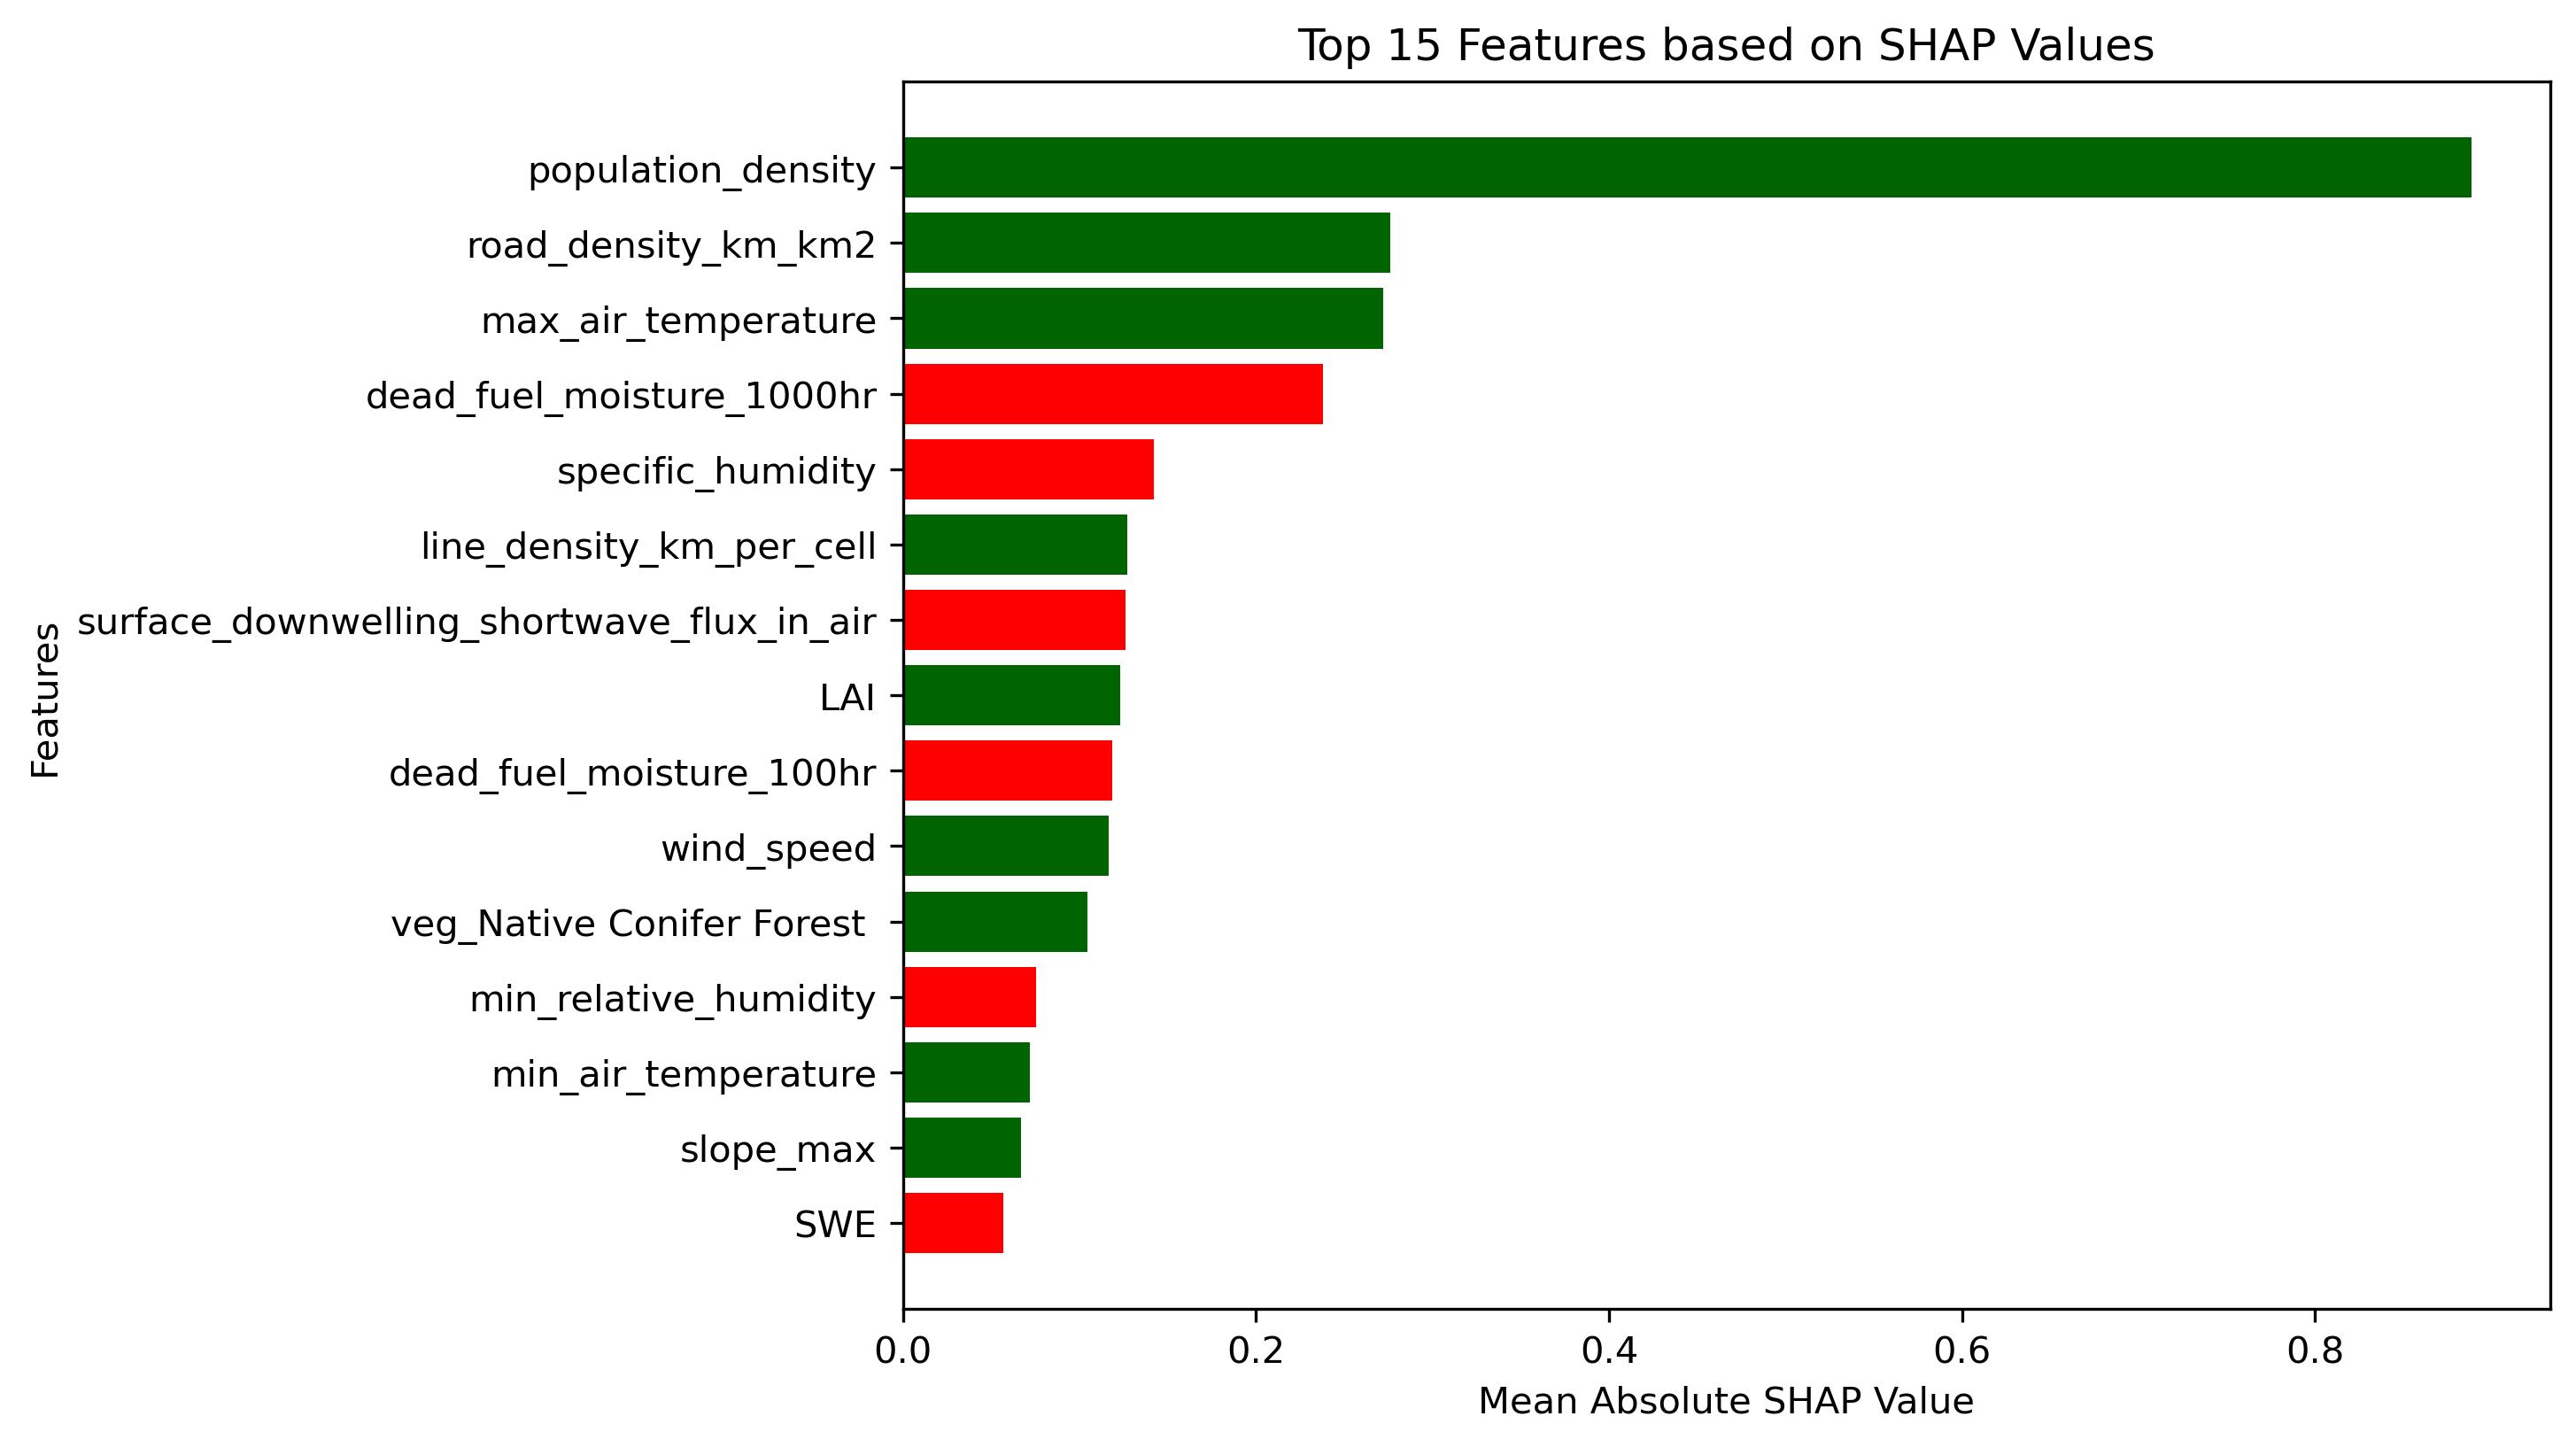 Top 15 Features based on SHAP Values
population_density
road_density_km_km2
max_air_temperature
dead_fuel_moisture_1000hr
specific_humidity
line_density_km_per_cell
surface_downwelling_shortwave_flux_in_air
LAI
dead_fuel_moisture_100hr
wind_speed
veg_Native Conifer Forest
min_relative_humidity
min_air_temperature
slope_max
SWE
Features
0.0 0.2 0.4 0.6 0.8
Mean Absolute SHAP Value